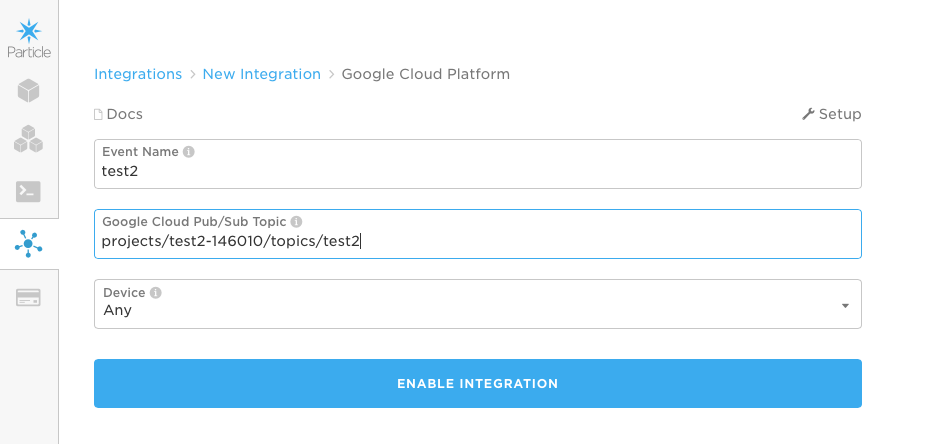 Particle
Integrations > New Integration > Google Cloud Platform
Docs
Setup
Event Name
test2
Google Cloud Pub/Sub Topic
projects/test2-146010/topics/test2
Device
Any
ENABLE INTEGRATION